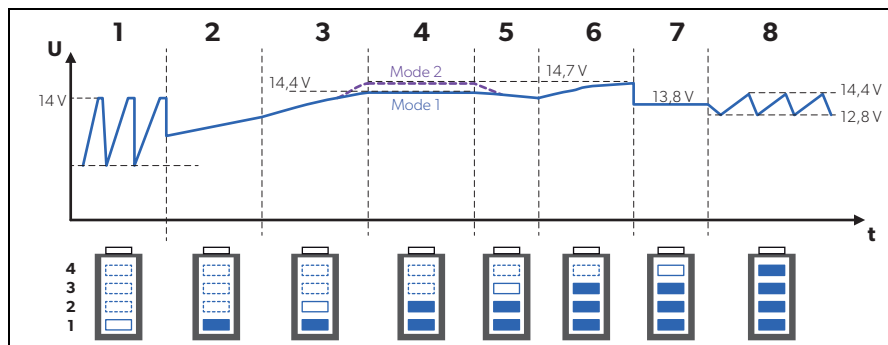 1 2 3 4 5 6 7 8
U
Mode 2
14,7 V
14,4 V
14 V
Mode 1
13,8 V
14,4 V
12,8 V
t
4
3
2
1